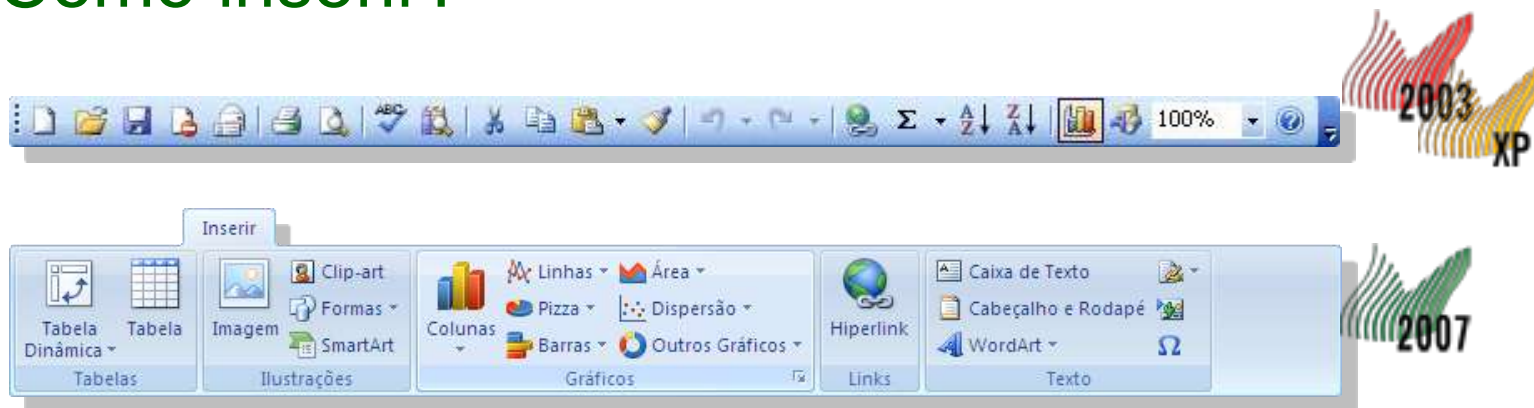 Como Inserir?
2003
XP
ABC
Σ
A
Z
Z
A
100%
?
Inserir
Tabela Dinâmica
Tabela
Imagem
Clip-art
Formas
SmartArt
Colunas
Linhas
Pizza
Barras
Área
Dispersão
Outros Gráficos
Hiperlink
Caixa de Texto
Cabeçalho e Rodapé
WordArt
Ω
Tabelas
Ilustrações
Gráficos
Links
Texto
2007